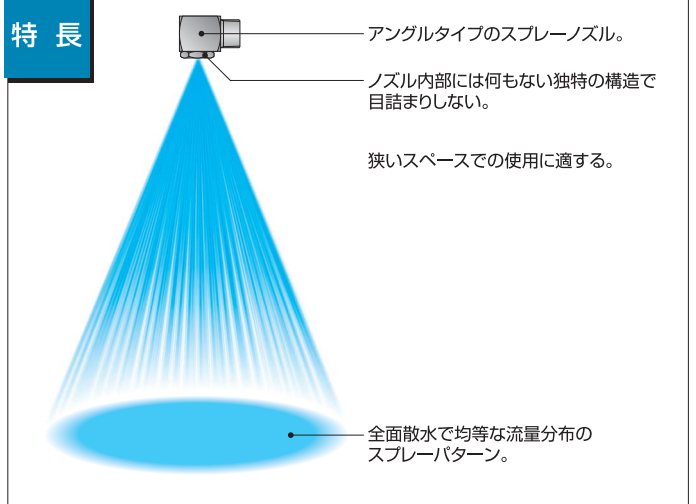 特 長
アングルタイプのスプレーノズル。
ノズル内部には何もない独特の構造で
目詰まりしない。
狭いスペースでの使用に適する。
全面散水で均等な流量分布の
スプレーパターン。